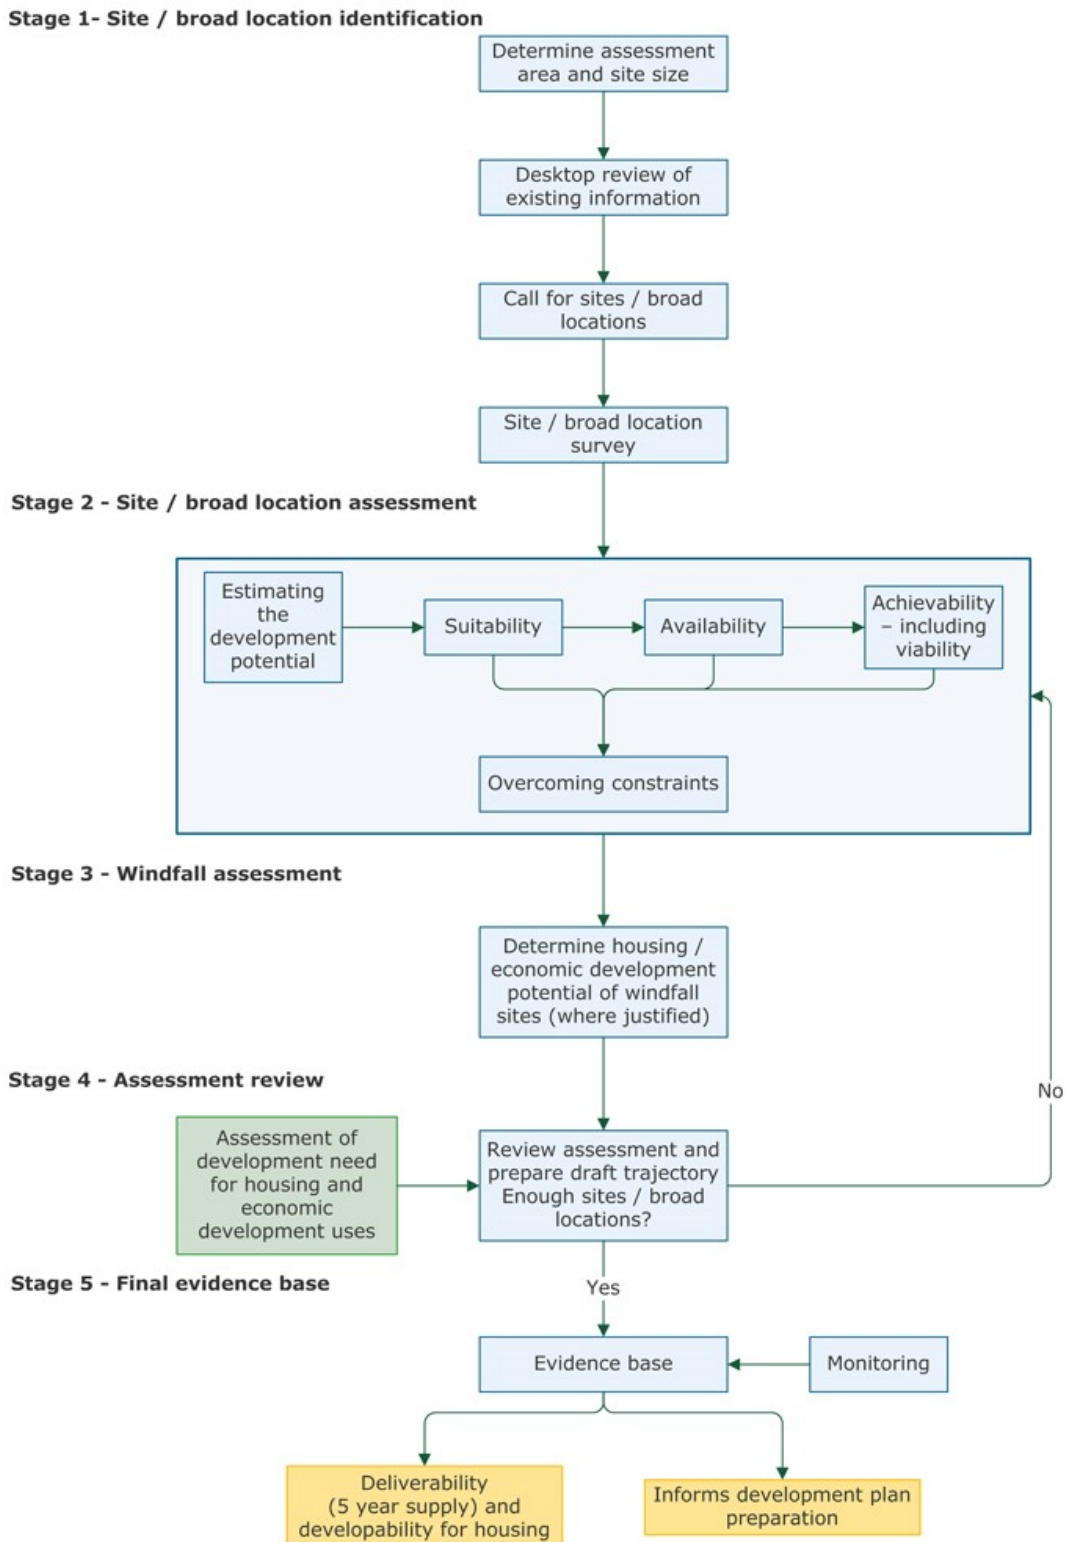 Stage 1- Site / broad location identification
Determine assessment
area and site size
Desktop review of
existing information
Call for sites / broad
locations
Site / broad location
survey
Stage 2 - Site / broad location assessment
Estimating
the
development
potential
Suitability
Availability
Achievability
– including
viability
Overcoming constraints
Stage 3 - Windfall assessment
Determine housing /
economic development
potential of windfall
sites (where justified)
Stage 4 - Assessment review
No
Assessment of
development need
for housing and
economic
development uses
Review assessment and
prepare draft trajectory
Enough sites / broad
locations?
Stage 5 - Final evidence base
Yes
Evidence base
Monitoring
Deliverability
(5 year supply) and
developability for housing
Informs development plan
preparation